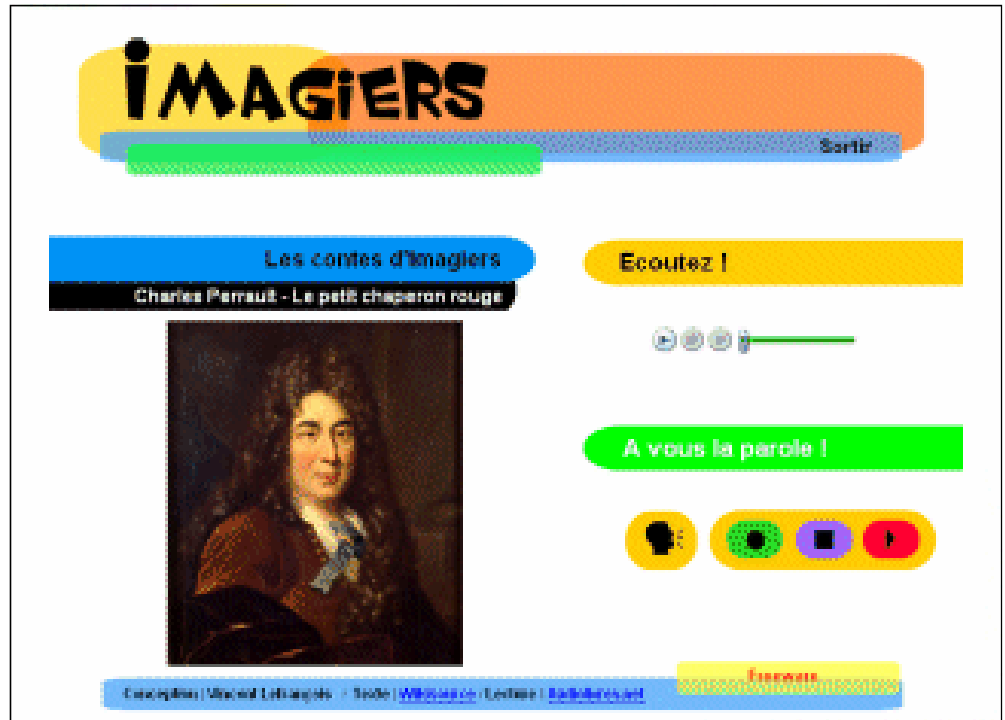 iMAGiERS
Sortir
Les contes d'imagiers
Charles Perrault - Le petit chaperon rouge
Ecoutez !
A vous la parole !
Freeware
Conception : Vincent Lefrançais / Texte : Wikisource / Lecture :